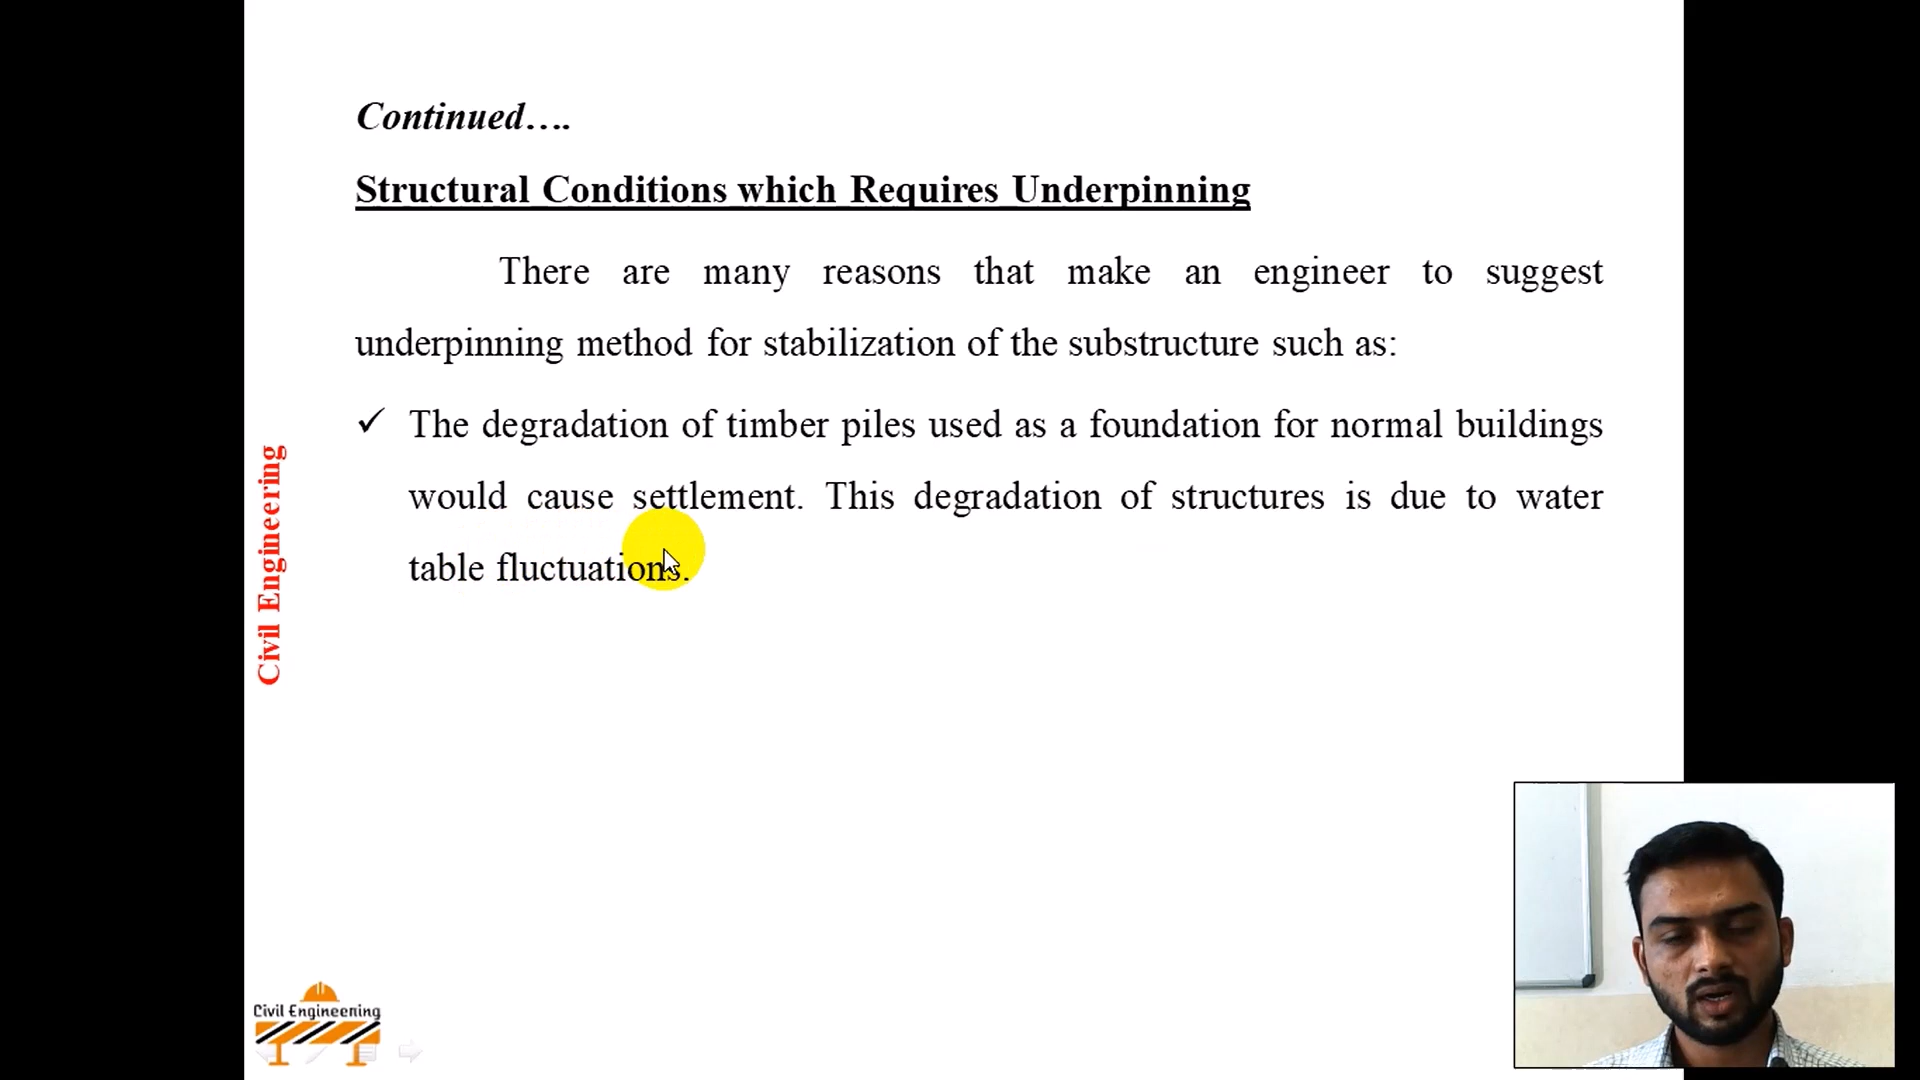 Continued….
Structural Conditions which Requires Underpinning
There are many reasons that make an engineer to suggest
underpinning method for stabilization of the substructure such as:
✓ The degradation of timber piles used as a foundation for normal buildings
would cause settlement. This degradation of structures is due to water
table fluctuations.
Civil Engineering
Civil Engineering